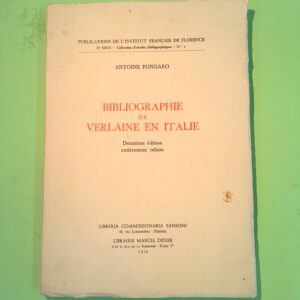 PUBLICATIONS DE L'INSTITUT FRANÇAIS DE FLORENCE
Collection d'études bibliographiques
ANTOINE FONGARO
BIBLIOGRAPHIE
DE
VERLAINE EN ITALIE
Deuxième édition
entièrement refaite
LIBRERIA COMMISSIONARIA SANSONI
LIBRAIRIE MARCEL DIDIER
1976